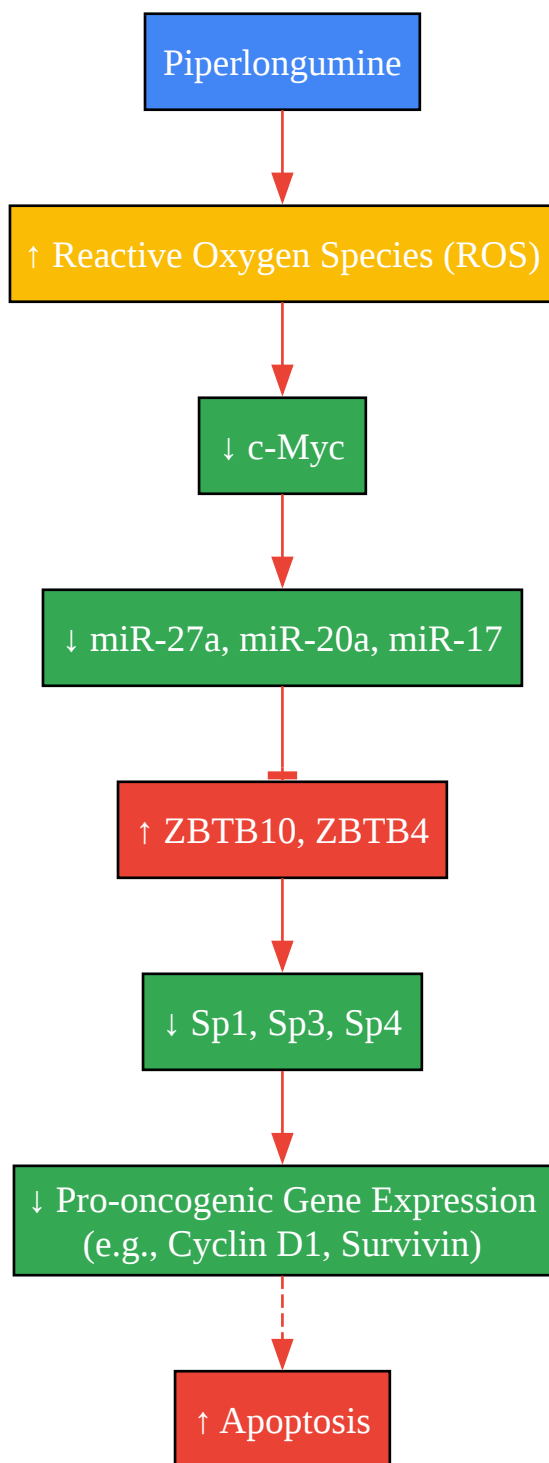 Piperlongumine
↑ Reactive Oxygen Species (ROS)
↓ c-Myc
↓ miR-27a, miR-20a, miR-17
↑ ZBTB10, ZBTB4
↓ Sp1, Sp3, Sp4
↓ Pro-oncogenic Gene Expression
(e.g., Cyclin D1, Survivin)
↑ Apoptosis